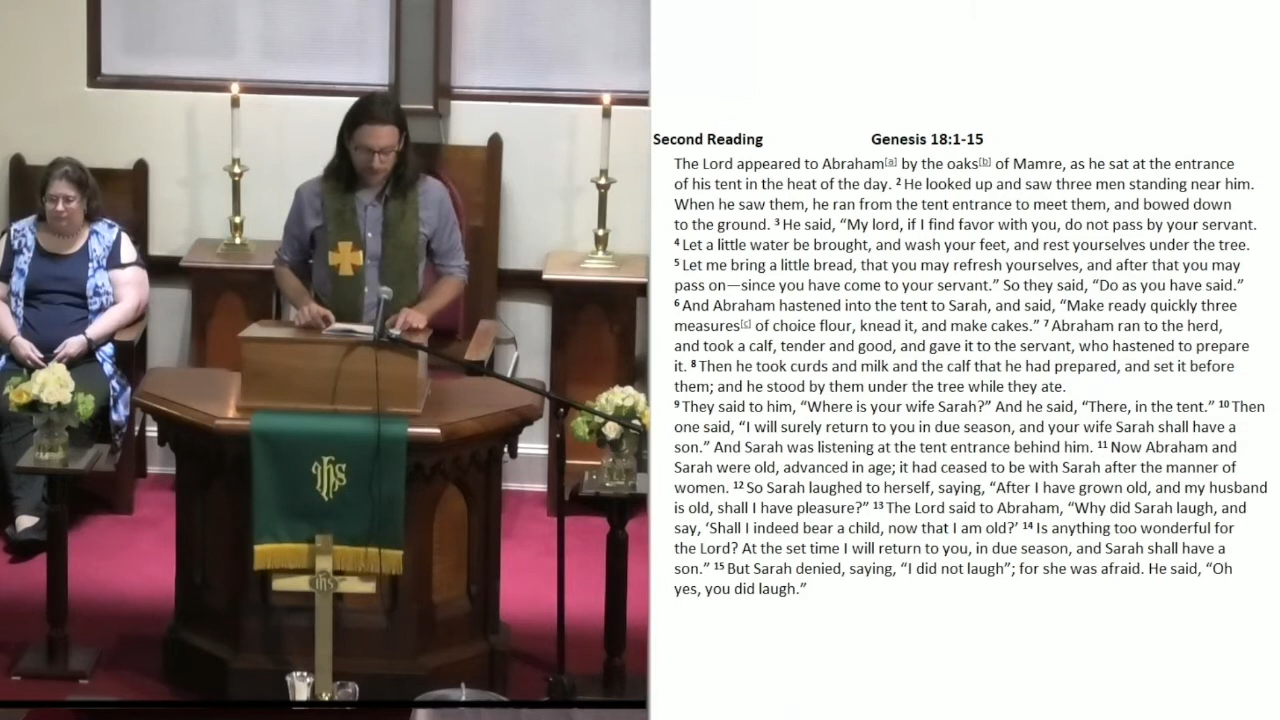 Second Reading Genesis 18:1-15
The Lord appeared to Abraham[a] by the oaks[b] of Mamre, as he sat at the entrance
of his tent in the heat of the day. 2 He looked up and saw three men standing near him.
When he saw them, he ran from the tent entrance to meet them, and bowed down
to the ground. 3 He said, “My lord, if I find favor with you, do not pass by your servant.
4 Let a little water be brought, and wash your feet, and rest yourselves under the tree.
5 Let me bring a little bread, that you may refresh yourselves, and after that you may
pass on—since you have come to your servant.” So they said, “Do as you have said.”
6 And Abraham hastened into the tent to Sarah, and said, “Make ready quickly three
measures[c] of choice flour, knead it, and make cakes.” 7 Abraham ran to the herd,
and took a calf, tender and good, and gave it to the servant, who hastened to prepare
it. 8 Then he took curds and milk and the calf that he had prepared, and set it before
them; and he stood by them under the tree while they ate.
9 They said to him, “Where is your wife Sarah?” And he said, “There, in the tent.” 10 Then
one said, “I will surely return to you in due season, and your wife Sarah shall have a
son.” And Sarah was listening at the tent entrance behind him. 11 Now Abraham and
Sarah were old, advanced in age; it had ceased to be with Sarah after the manner of
women. 12 So Sarah laughed to herself, saying, “After I have grown old, and my husband
is old, shall I have pleasure?” 13 The Lord said to Abraham, “Why did Sarah laugh, and
say, ‘Shall I indeed bear a child, now that I am old?’ 14 Is anything too wonderful for
the Lord? At the set time I will return to you, in due season, and Sarah shall have a
son.” 15 But Sarah denied, saying, “I did not laugh”; for she was afraid. He said, “Oh
yes, you did laugh.”
IHS
IHS